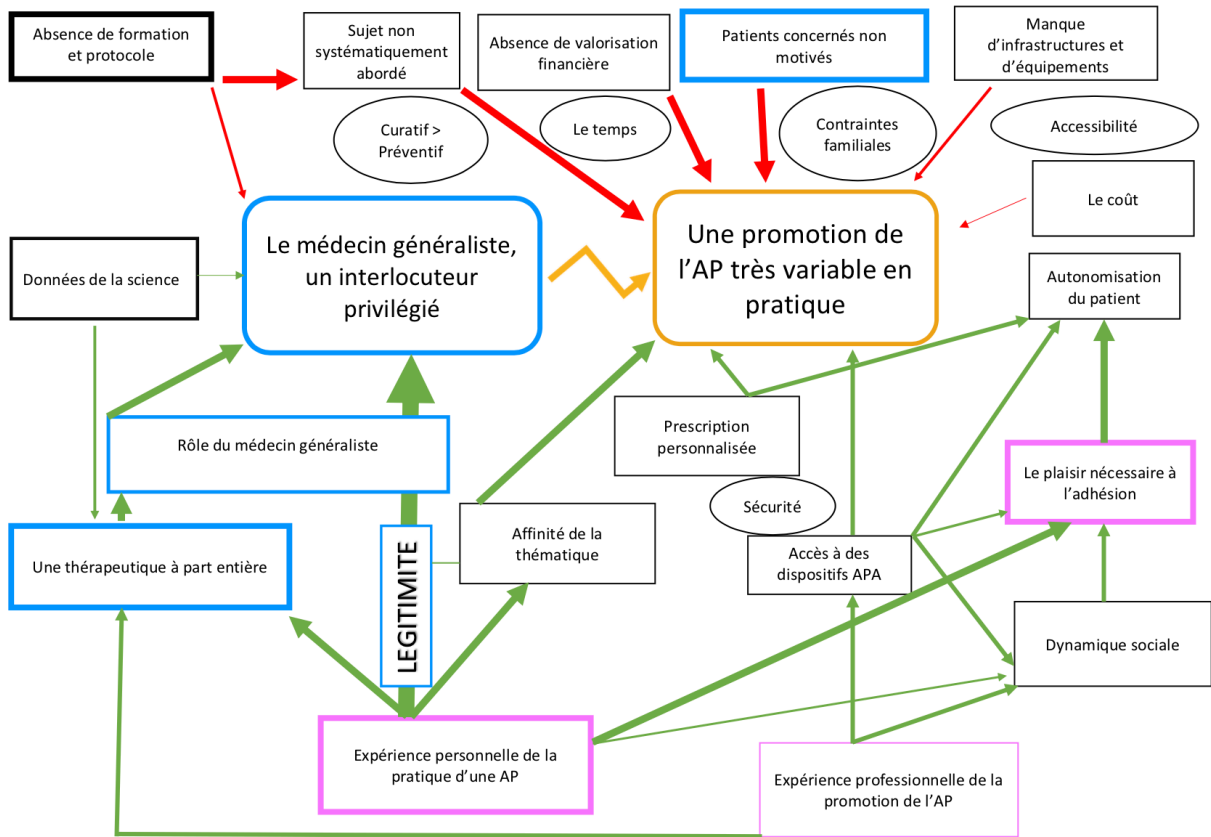 Absence de formation
et protocole
Sujet non
systématiquement
abordé
Absence de valorisation
financière
Patients concernés non
motivés
Manque
d’infrastructures et
d’équipements
Curatif >
Préventif
Le temps
Contraintes
familiales
Accessibilité
Le médecin généraliste,
un interlocuteur
privilégié
Une promotion de
l’AP très variable en
pratique
Le coût
Données de la science
Autonomisation
du patient
Rôle du médecin généraliste
Prescription
personnalisée
Le plaisir nécessaire à
l’adhésion
Sécurité
Une thérapeutique à part entière
LEGITIMITE
Affinité de la
thématique
Accès à des
dispositifs APA
Dynamique sociale
Expérience personnelle de la
pratique d’une AP
Expérience professionnelle de la
promotion de l’AP